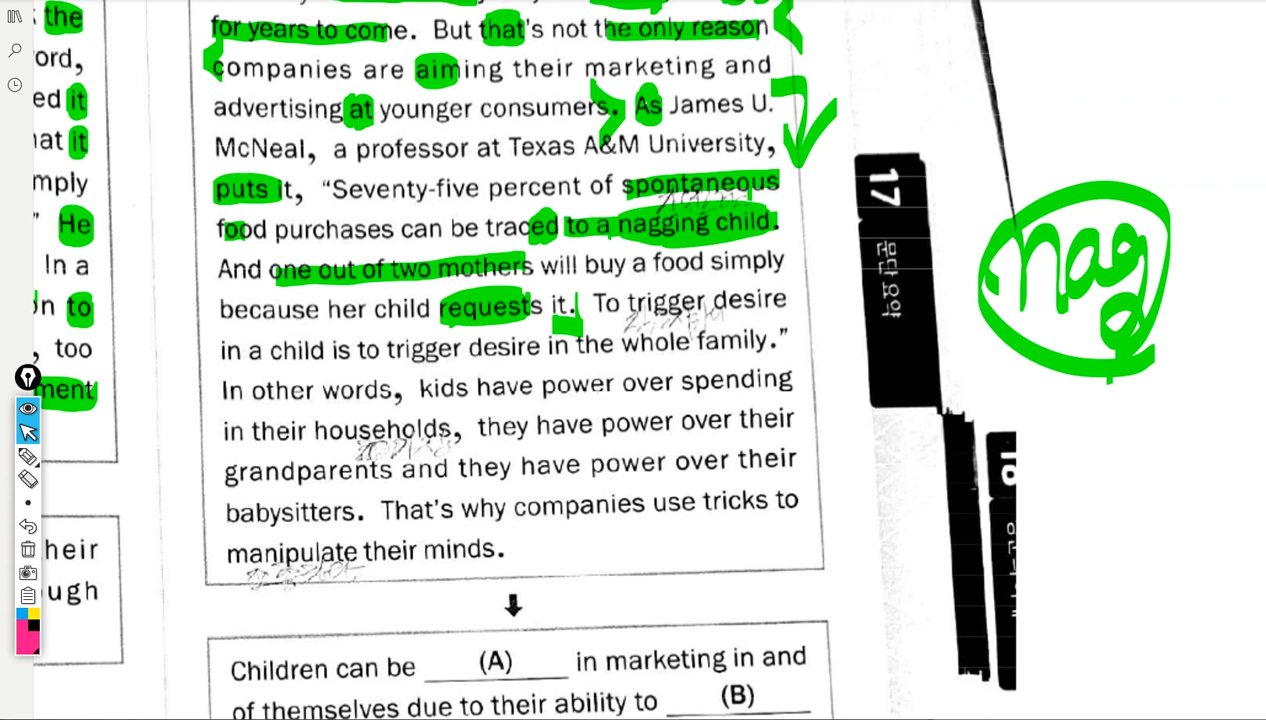 the
ord,
ed it
at it
mply
" He
In a
n to
, too
ment
heir
ugh
for years to come. But that's not the only reason
companies are aiming their marketing and
advertising at younger consumers. As James U.
McNeal, a professor at Texas A&M University,
puts it, “Seventy-five percent of spontaneous
food purchases can be traced to a nagging child.
And one out of two mothers will buy a food simply
because her child requests it. To trigger desire
in a child is to trigger desire in the whole family.”
In other words, kids have power over spending
in their households, they have power over their
grandparents and they have power over their
babysitters. That's why companies use tricks to
manipulate their minds.
Children can be (A) in marketing in and
of themselves due to their ability to (B)
17
문단 요약
nag